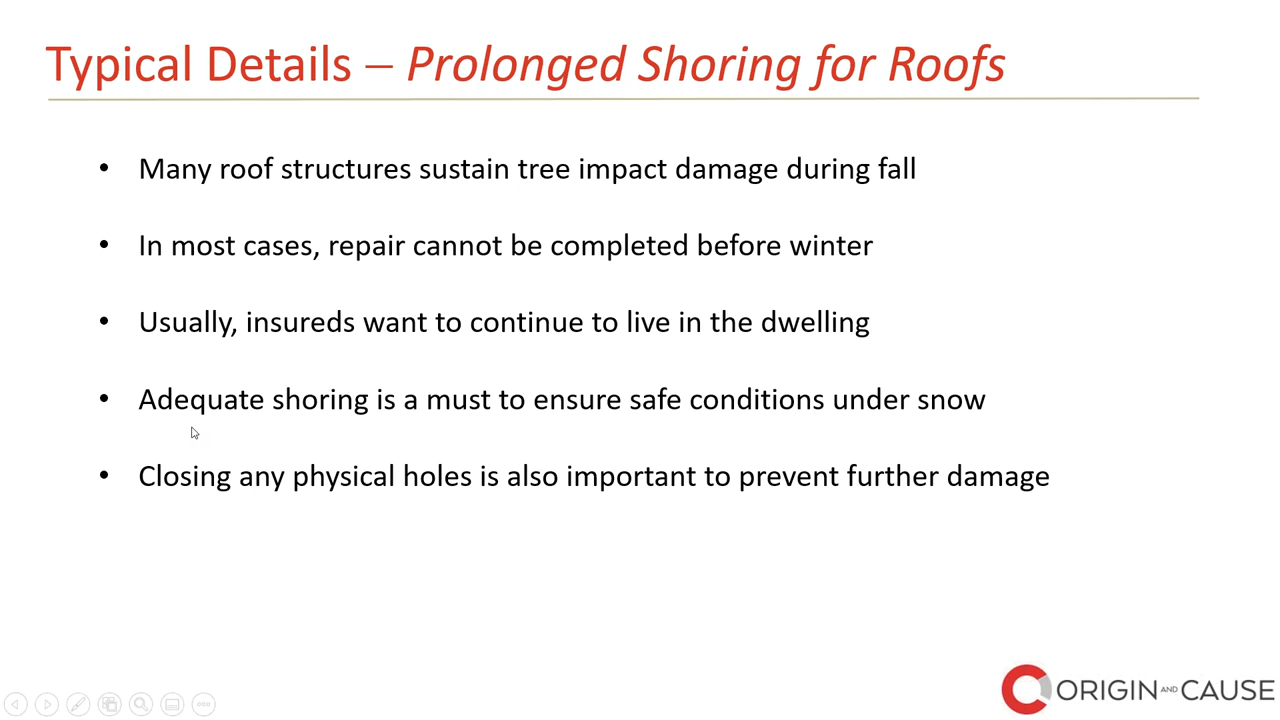 Typical Details – Prolonged Shoring for Roofs
• Many roof structures sustain tree impact damage during fall
• In most cases, repair cannot be completed before winter
• Usually, insureds want to continue to live in the dwelling
• Adequate shoring is a must to ensure safe conditions under snow
• Closing any physical holes is also important to prevent further damage
ORIGIN AND CAUSE